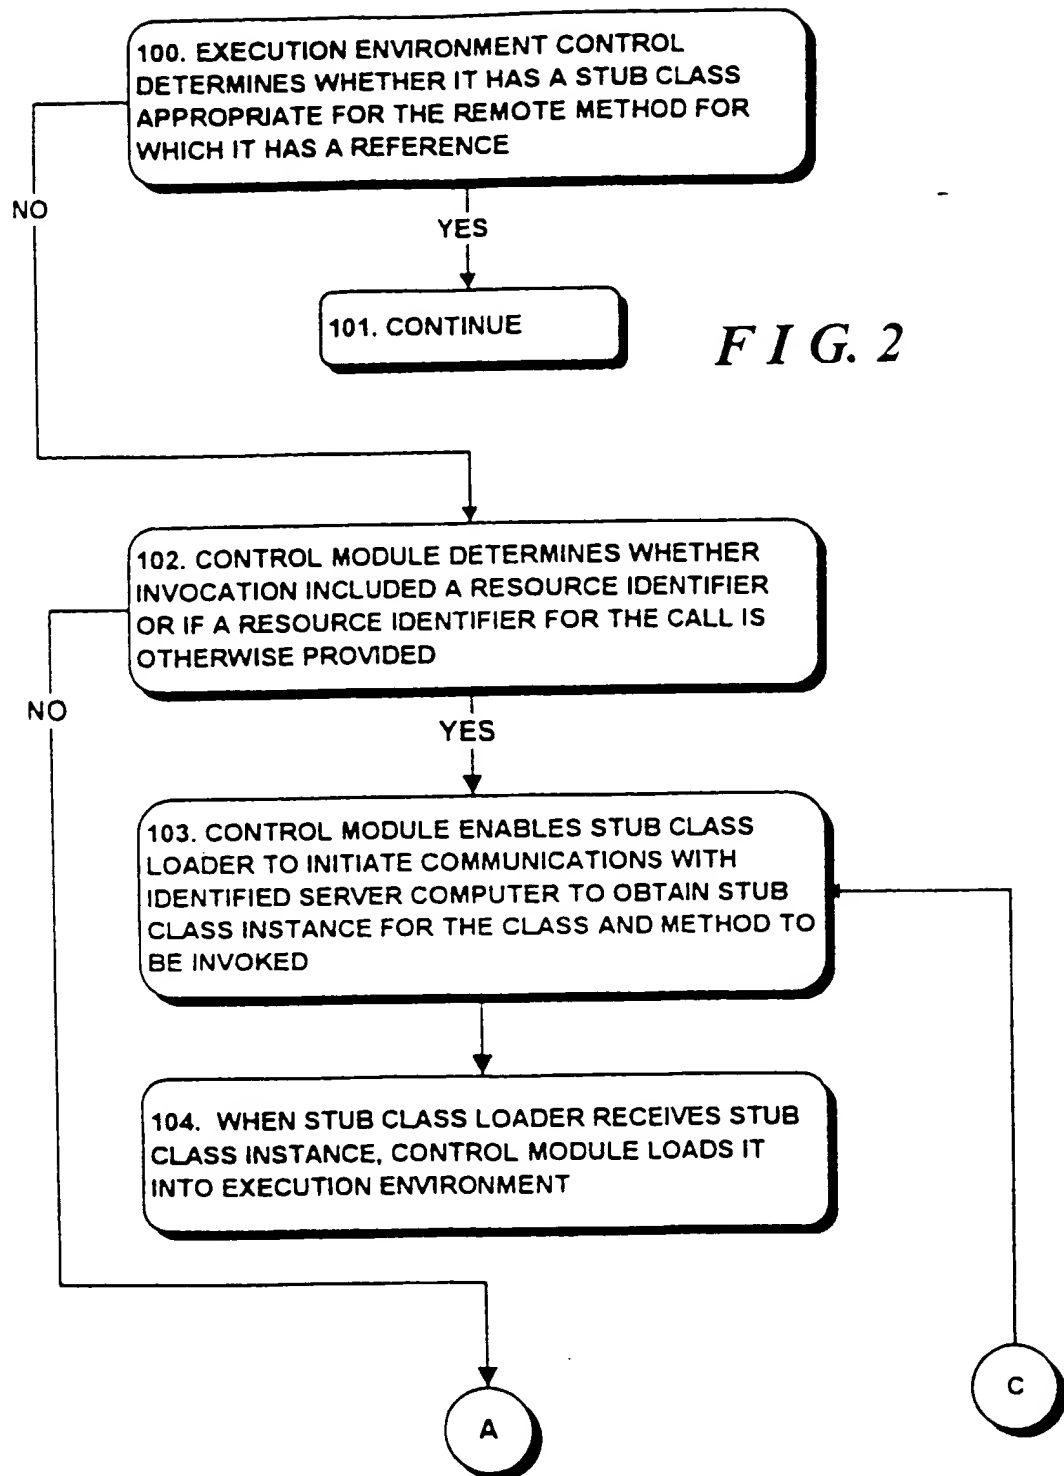 100. EXECUTION ENVIRONMENT CONTROL
DETERMINES WHETHER IT HAS A STUB CLASS
APPROPRIATE FOR THE REMOTE METHOD FOR
WHICH IT HAS A REFERENCE
NO
YES
101. CONTINUE
FIG. 2
102. CONTROL MODULE DETERMINES WHETHER
INVOCATION INCLUDED A RESOURCE IDENTIFIER
OR IF A RESOURCE IDENTIFIER FOR THE CALL IS
OTHERWISE PROVIDED
NO
YES
103. CONTROL MODULE ENABLES STUB CLASS
LOADER TO INITIATE COMMUNICATIONS WITH
IDENTIFIED SERVER COMPUTER TO OBTAIN STUB
CLASS INSTANCE FOR THE CLASS AND METHOD TO
BE INVOKED
104. WHEN STUB CLASS LOADER RECEIVES STUB
CLASS INSTANCE, CONTROL MODULE LOADS IT
INTO EXECUTION ENVIRONMENT
C
A